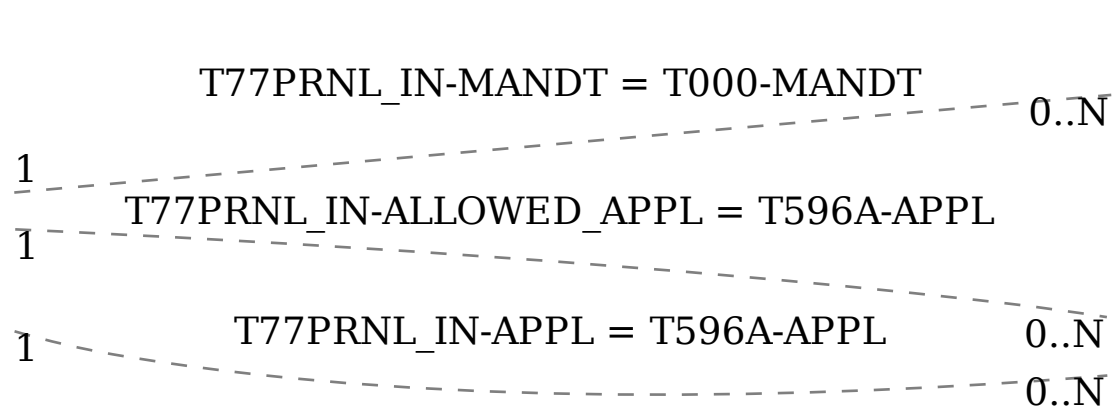 T77PRNL_IN-MANDT = T000-MANDT
0..N
1
T77PRNL_IN-ALLOWED_APPL = T596A-APPL
1
T77PRNL_IN-APPL = T596A-APPL
0..N
1
0..N